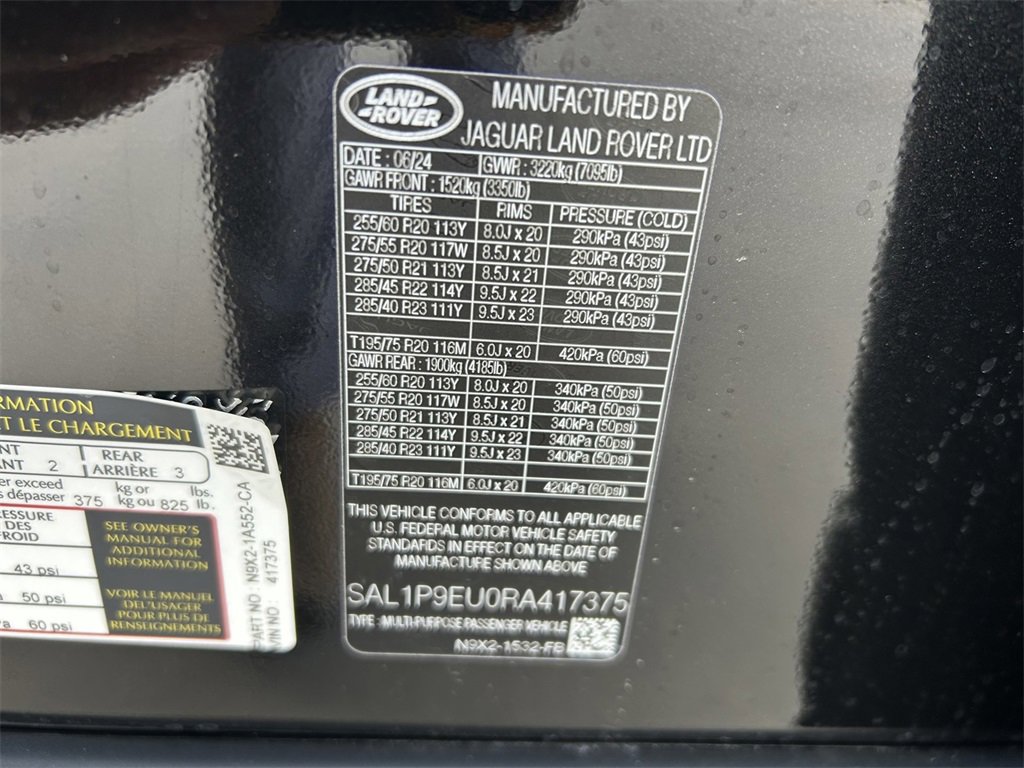 LAND-
-ROVER
MANUFACTURED BY
JAGUAR LAND ROVER LTD
DATE : 06/24 GVWR : 3220kg (7095lb)
GAWR FRONT : 1520kg (3350lb)
TIRES RIMS PRESSURE (COLD)
255/60 R20 113Y 8.0J x 20 290kPa (43psi)
275/55 R20 117W 8.5J x 20 290kPa (43psi)
275/50 R21 113Y 8.5J x 21 290kPa (43psi)
285/45 R22 114Y 9.5J x 22 290kPa (43psi)
285/40 R23 111Y 9.5J x 23 290kPa (43psi)
T195/75 R20 116M 6.0J x 20 420kPa (60psi)
GAWR REAR : 1900kg (4185lb)
255/60 R20 113Y 8.0J x 20 340kPa (50psi)
275/55 R20 117W 8.5J x 20 340kPa (50psi)
275/50 R21 113Y 8.5J x 21 340kPa (50psi)
285/45 R22 114Y 9.5J x 22 340kPa (50psi)
285/40 R23 111Y 9.5J x 23 340kPa (50psi)
T195/75 R20 116M 6.0J x 20 420kPa (60psi)
THIS VEHICLE CONFORMS TO ALL APPLICABLE
U.S. FEDERAL MOTOR VEHICLE SAFETY
STANDARDS IN EFFECT ON THE DATE OF
MANUFACTURE SHOWN ABOVE
SAL1P9EU0RA417375
TYPE : MULTI-PURPOSE PASSENGER VEHICLE
N9X2-1532-FB
RMATION
ET LE CHARGEMENT
NT 2 REAR 3
ANT ARRIÈRE
er exceed 375 kg or 825 lbs.
s dépasser kg ou lb.
RESSURE
DES
FROID
SEE OWNER'S
MANUAL FOR
ADDITIONAL
INFORMATION
43 psi
50 psi
60 psi
VOIR LE MANUEL
DE L'USAGER
POUR PLUS DE
RENSEIGNEMENTS
PART NO : N9X2-1A552-CA
VIN NO : 417375